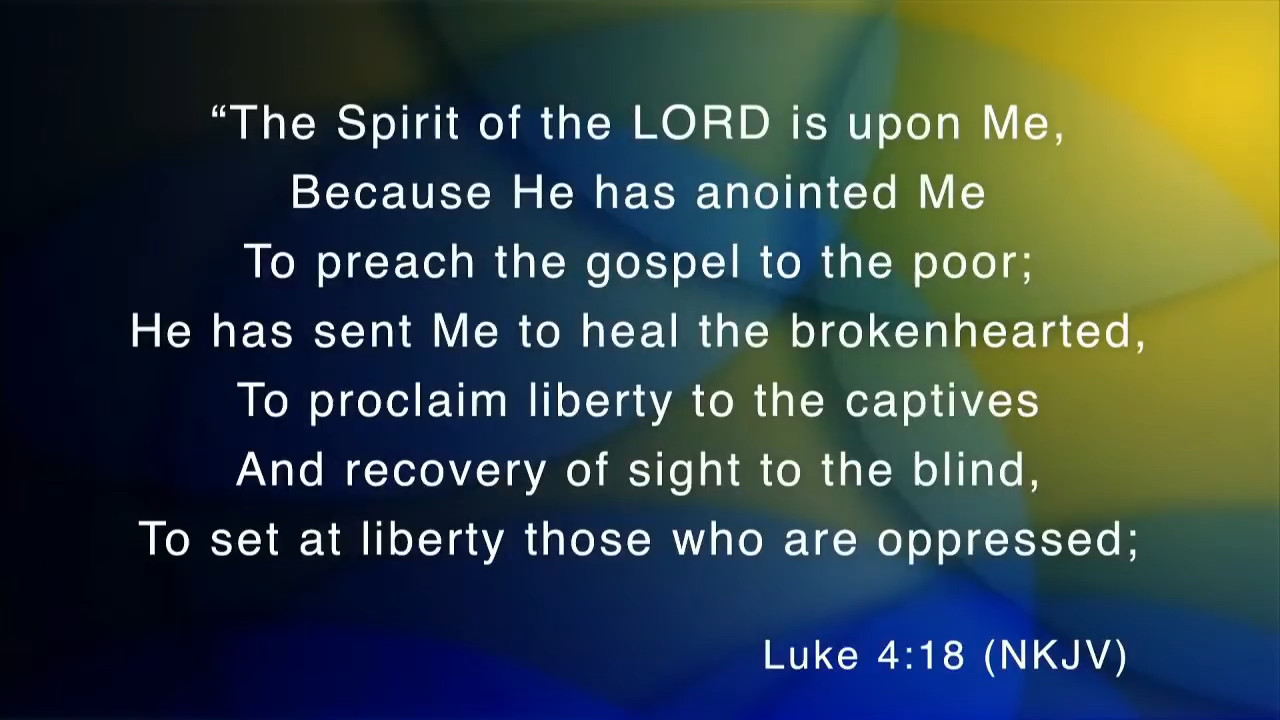 “The Spirit of the LORD is upon Me,
Because He has anointed Me
To preach the gospel to the poor;
He has sent Me to heal the brokenhearted,
To proclaim liberty to the captives
And recovery of sight to the blind,
To set at liberty those who are oppressed;
Luke 4:18 (NKJV)